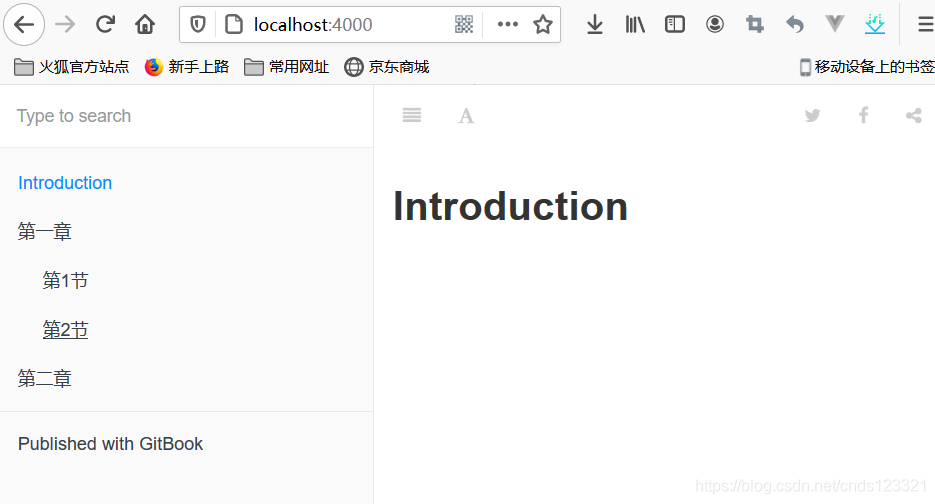 localhost:4000
火狐官方站点 新手上路 常用网址 京东商城 移动设备上的书签
Type to search
A
Introduction
第一章
第1节
第2节
第二章
Published with GitBook
Introduction
https://blog.csdn.net/cnds123321